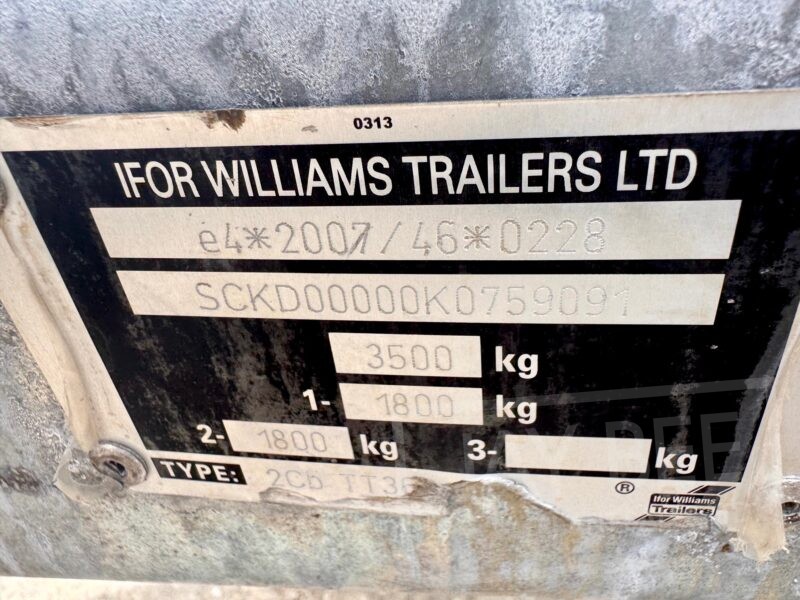 0313
IFOR WILLIAMS TRAILERS LTD
e4*2007/46*0228
SCKD00000K0759091
3500 kg
1- 1800 kg
2- 1800 kg 3- kg
TYPE: 2Cb
® Ifor Williams
Trailers